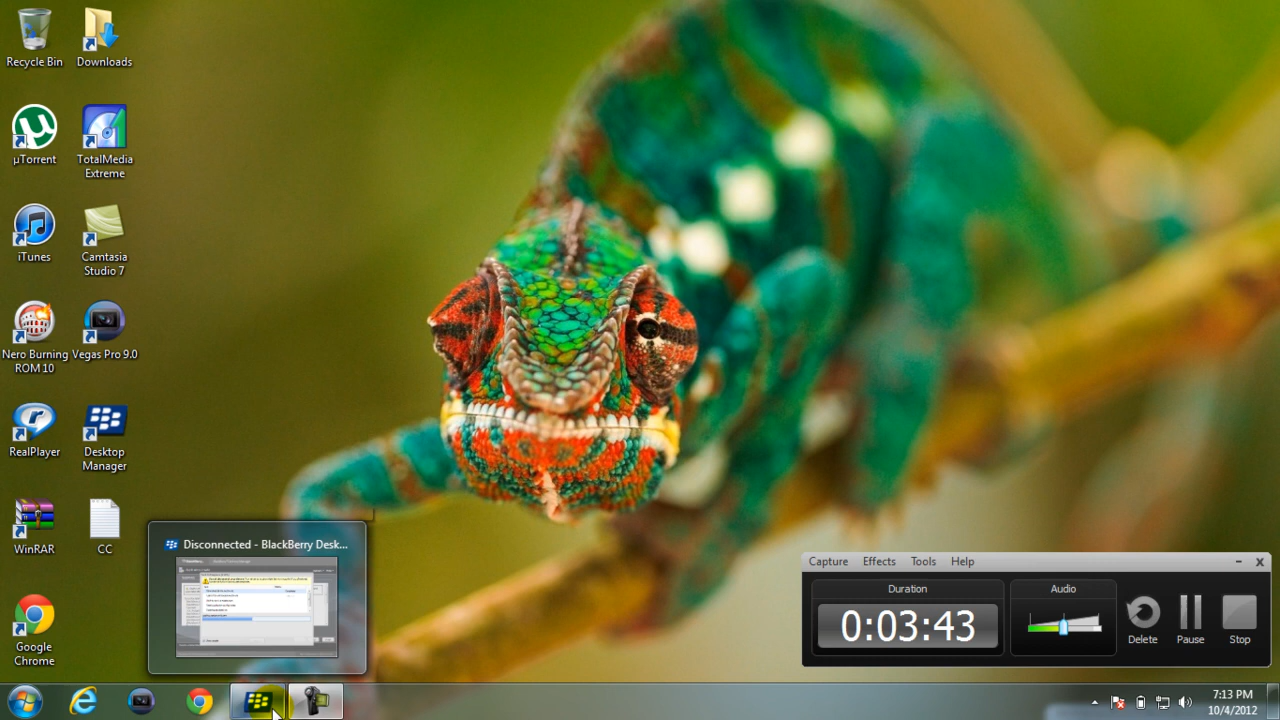 Recycle Bin
Downloads
µTorrent
TotalMedia
Extreme
iTunes
Camtasia
Studio 7
Nero Burning
ROM 10
Vegas Pro 9.0
RealPlayer
Desktop
Manager
WinRAR
CC
Google
Chrome
Disconnected - BlackBerry Desk...
Capture Effects Tools Help
Duration
0:03:43
Audio
Delete
Pause
Stop
7:13 PM
10/4/2012